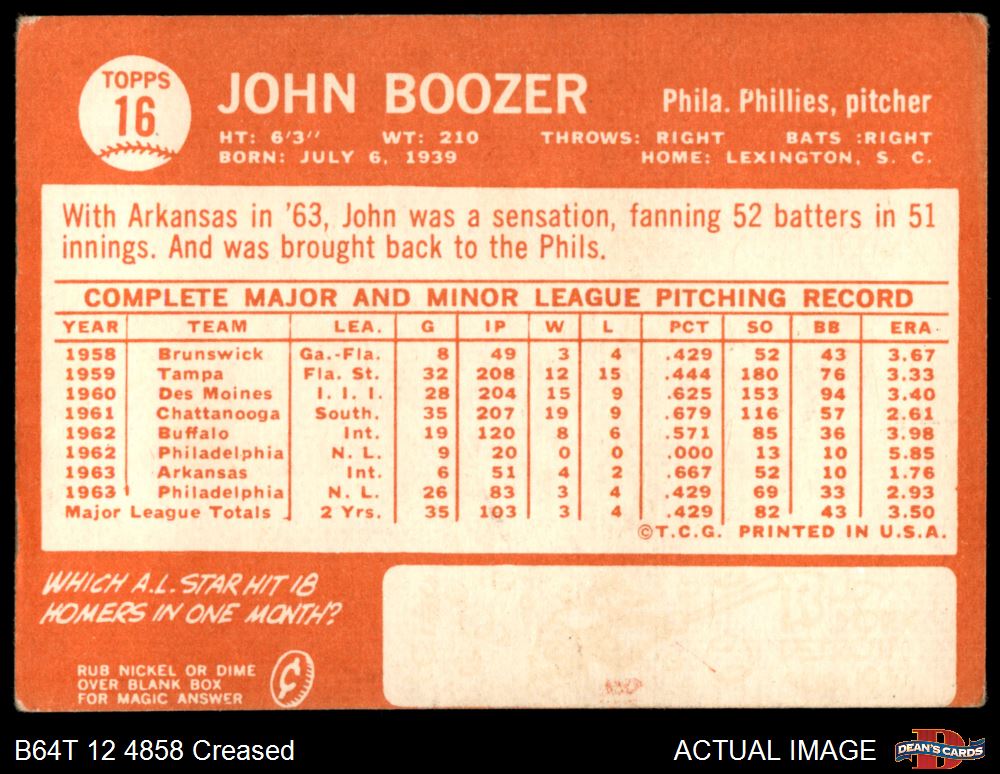 TOPPS
16
JOHN BOOZER
Phila. Phillies, pitcher
HT: 6'3'' WT: 210 THROWS: RIGHT BATS :RIGHT
BORN: JULY 6, 1939 HOME: LEXINGTON, S. C.
With Arkansas in '63, John was a sensation, fanning 52 batters in 51
innings. And was brought back to the Phils.
COMPLETE MAJOR AND MINOR LEAGUE PITCHING RECORD
YEAR TEAM LEA. G IP W L PCT SO BB ERA
1958 Brunswick Ga.-Fla. 8 49 3 4 .429 52 43 3.67
1959 Tampa Fla. St. 32 208 12 15 .444 180 76 3.33
1960 Des Moines I. I. I. 28 204 15 9 .625 153 94 3.40
1961 Chattanooga South. 35 207 19 9 .679 116 57 2.61
1962 Buffalo Int. 19 120 8 6 .571 85 36 3.98
1962 Philadelphia N. L. 9 20 0 0 .000 13 10 5.85
1963 Arkansas Int. 6 51 4 2 .667 52 10 1.76
1963 Philadelphia N. L. 26 83 3 4 .429 69 33 2.93
Major League Totals 2 Yrs. 35 103 3 4 .429 82 43 3.50
©T.C.G. PRINTED IN U.S.A.
WHICH A.L. STAR HIT 18
HOMERS IN ONE MONTH?
RUB NICKEL OR DIME
OVER BLANK BOX
FOR MAGIC ANSWER
B64T 12 4858 Creased
ACTUAL IMAGE
DEAN'S CARDS